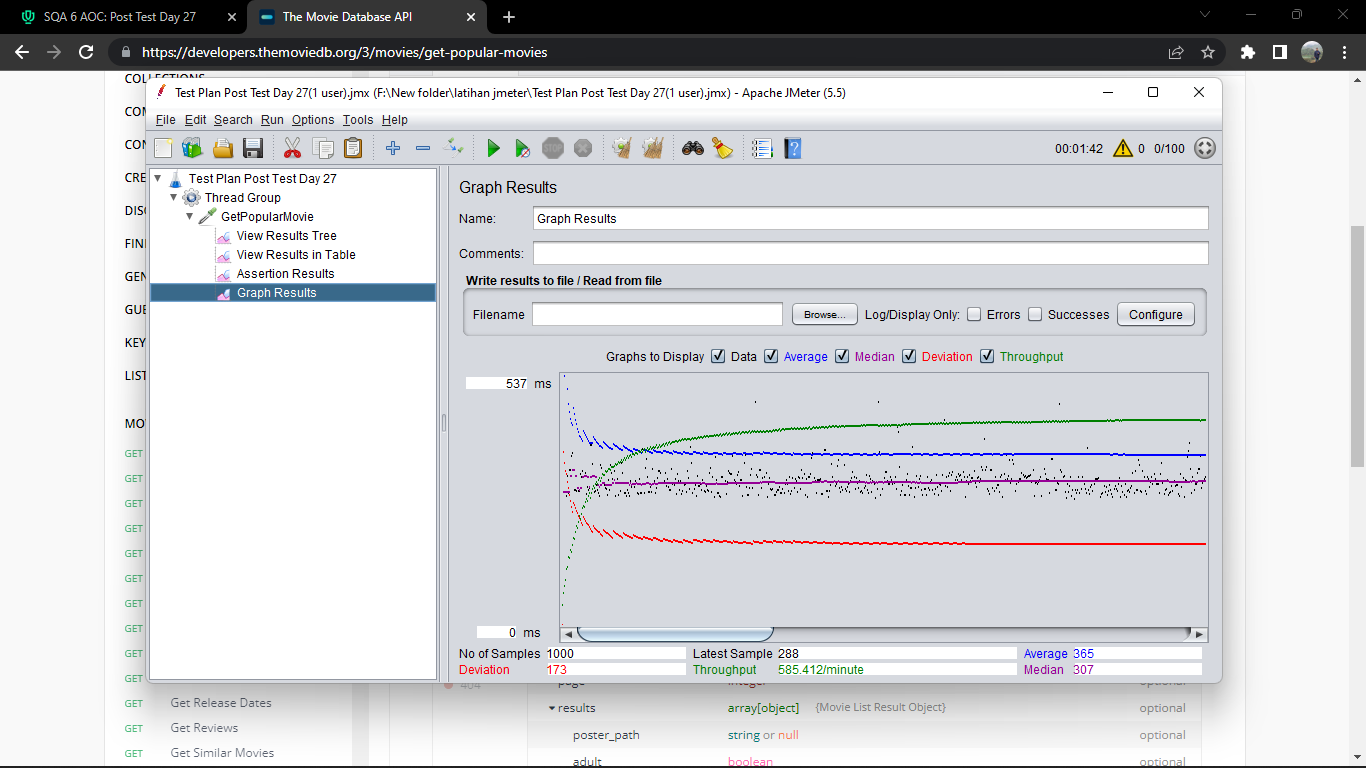 SQA 6 AOC: Post Test Day 27
The Movie Database API
https://developers.themoviedb.org/3/movies/get-popular-movies
COLLECTIONS
Test Plan Post Test Day 27(1 user).jmx (F:\New folder\latihan jmeter\Test Plan Post Test Day 27(1 user).jmx) - Apache JMeter (5.5)
File Edit Search Run Options Tools Help
00:01:42 0 0/100
Test Plan Post Test Day 27
Thread Group
GetPopularMovie
View Results Tree
View Results in Table
Assertion Results
Graph Results
Graph Results
Name: Graph Results
Comments:
Write results to file / Read from file
Filename Browse... Log/Display Only: Errors Successes Configure
Graphs to Display Data Average Median Deviation Throughput
537 ms
0 ms
No of Samples 1000 Latest Sample 288 Average 365
Deviation 173 Throughput 585.412/minute Median 307
COM
CON
CRE
DISC
FIND
GEN
GUE
KEY
LIST
MO
GET
GET
GET
GET
GET
GET
GET
GET
GET
GET
GET Get Release Dates
GET Get Reviews
GET Get Similar Movies
404
page integer optional
results array[object] {Movie List Result Object} optional
poster_path string or null optional
adult boolean optional